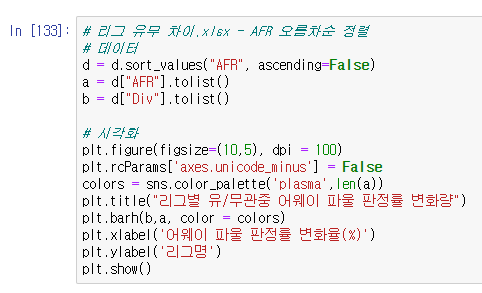 In [133]: # 리그 유무 차이.xlsx - AFR 오름차순 정렬
# 데이터
d = d.sort_values("AFR", ascending=False)
a = d["AFR"].tolist()
b = d["Div"].tolist()
# 시각화
plt.figure(figsize=(10,5), dpi = 100)
plt.rcParams['axes.unicode_minus'] = False
colors = sns.color_palette('plasma',len(a))
plt.title("리그별 유/무관중 어웨이 파울 판정률 변화량")
plt.barh(b,a, color = colors)
plt.xlabel('어웨이 파울 판정률 변화율(%)')
plt.ylabel('리그명')
plt.show()